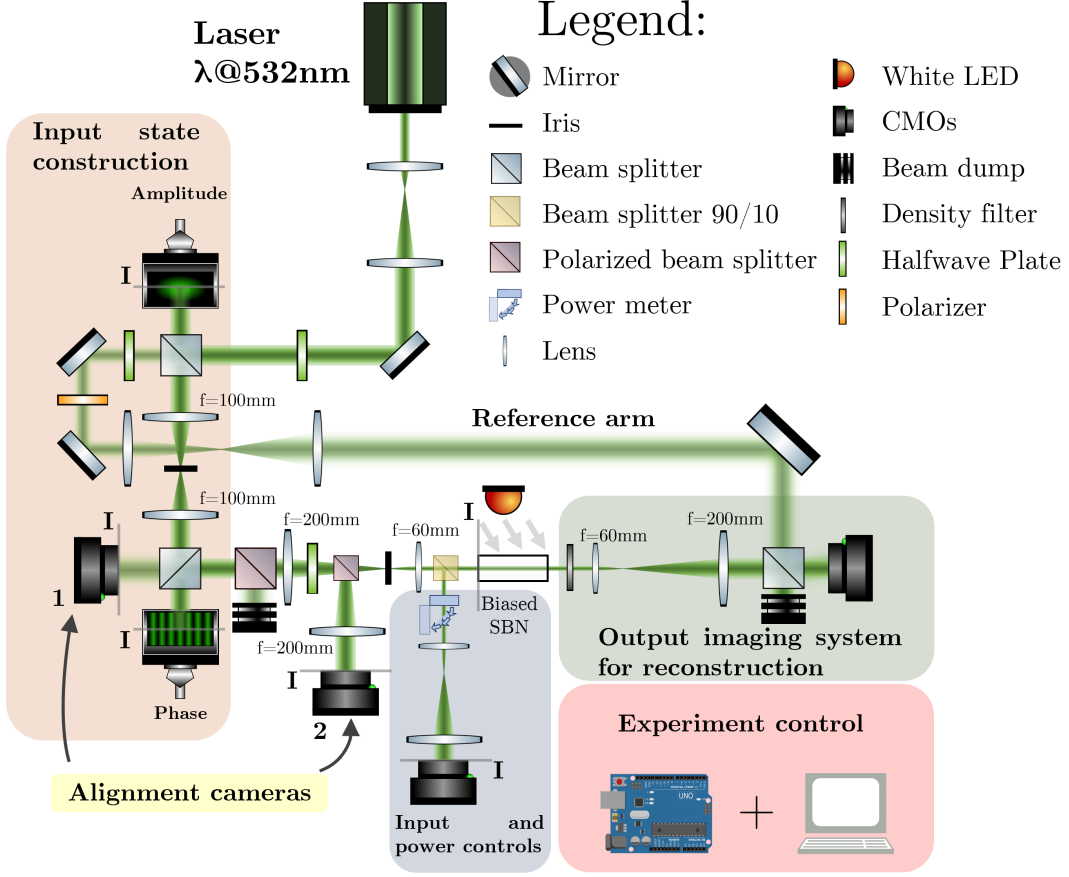 Laser
λ@532nm
Legend:
Mirror
Iris
Beam splitter
Beam splitter 90/10
Polarized beam splitter
Power meter
Lens
White LED
CMOs
Beam dump
Density filter
Halfwave Plate
Polarizer
Input state
construction
Amplitude
I
f=100mm
Reference arm
f=100mm
I
1
I
Phase
f=200mm
f=200mm
I
2
f=60mm
I
Biased
SBN
f=60mm
f=200mm
Output imaging system
for reconstruction
Alignment cameras
I
Input and
power controls
Experiment control
UNO
+